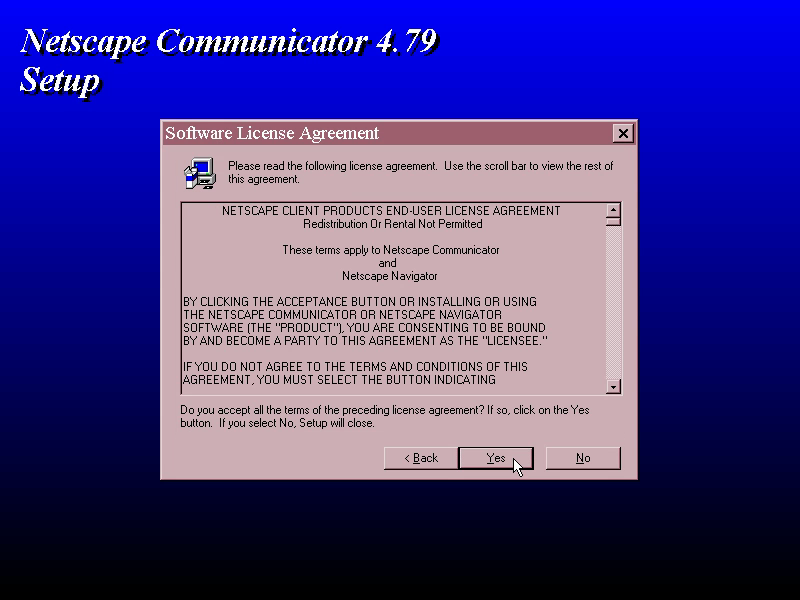 Netscape Communicator 4.79
Setup
Software License Agreement
Please read the following license agreement.  Use the scroll bar to view the rest of
this agreement.
NETSCAPE CLIENT PRODUCTS END-USER LICENSE AGREEMENT
Redistribution Or Rental Not Permitted
These terms apply to Netscape Communicator
and
Netscape Navigator
BY CLICKING THE ACCEPTANCE BUTTON OR INSTALLING OR USING
THE NETSCAPE COMMUNICATOR OR NETSCAPE NAVIGATOR
SOFTWARE (THE "PRODUCT"), YOU ARE CONSENTING TO BE BOUND
BY AND BECOME A PARTY TO THIS AGREEMENT AS THE "LICENSEE."
IF YOU DO NOT AGREE TO THE TERMS AND CONDITIONS OF THIS
AGREEMENT, YOU MUST SELECT THE BUTTON INDICATING
Do you accept all the terms of the preceding license agreement? If so, click on the Yes
button.  If you select No, Setup will close.
< Back
Yes
No